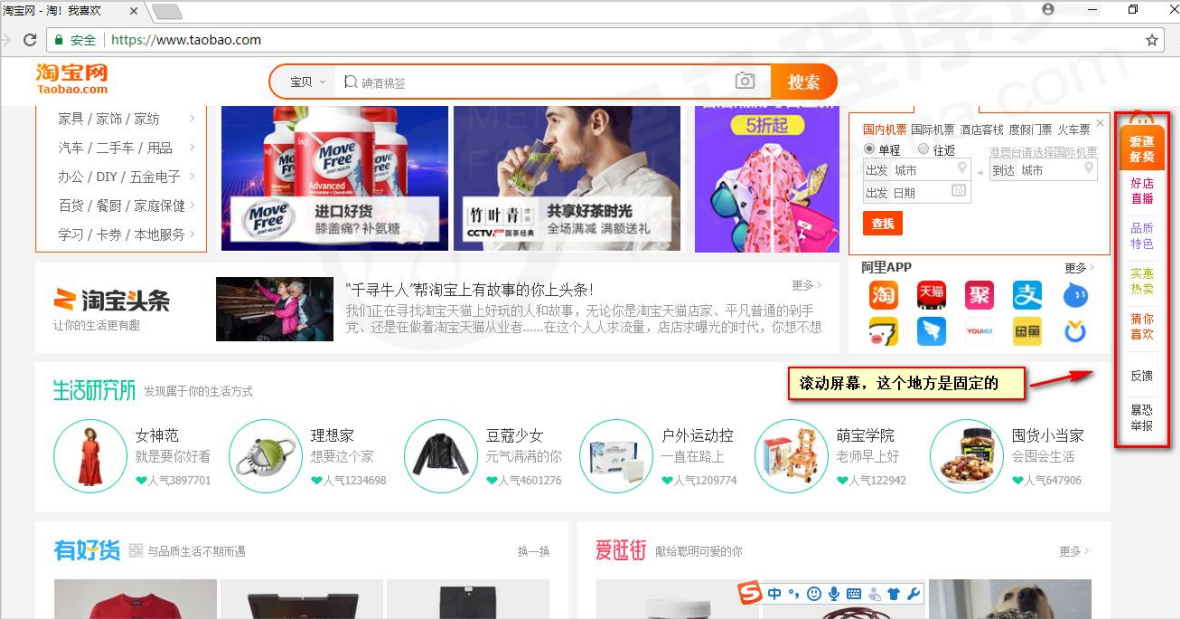 淘宝网 - 淘！我喜欢
安全 https://www.taobao.com
淘宝网
Taobao.com
宝贝 碘酒棉签 搜索
家具 / 家饰 / 家纺
汽车 / 二手车 / 用品
办公 / DIY / 五金电子
百货 / 餐厨 / 家庭保健
学习 / 卡券 / 本地服务
Move Free
Advanced
Move Free
进口好货
膝盖痛？补氨糖
竹叶青
CCTV 国茶经典
共享好茶时光
全场满减 满额送礼
5折起
国内机票 国际机票 酒店客栈 度假门票 火车票
单程 往返 港澳台请选择国际机票
出发 城市 到达 城市
出发 日期
查找
爱逛好货
好店直播
品质特色
实惠热卖
猜你喜欢
反馈
暴恐举报
淘宝头条
让你的生活更有趣
“千寻牛人”帮淘宝上有故事的你上头条！ 更多
我们正在寻找淘宝天猫上好玩的人和故事，无论你是淘宝天猫店家、平凡普通的剁手
党、还是在做着淘宝天猫从业者......在这个人人求流量，店店求曝光的时代，你想不想
阿里APP 更多
淘 天猫 聚 支
YOUKU 闲鱼
滚动屏幕，这个地方是固定的
生活研究所 发现属于你的生活方式
女神范
就是要你好看
人气3897701
理想家
想要这个家
人气1234698
豆蔻少女
元气满满的你
人气4601276
户外运动控
一直在路上
人气1209774
萌宝学院
老师早上好
人气122942
囤货小当家
会囤会生活
人气647906
有好货 与品质生活不期而遇 换一换
爱逛街 献给聪明可爱的你 更多
中